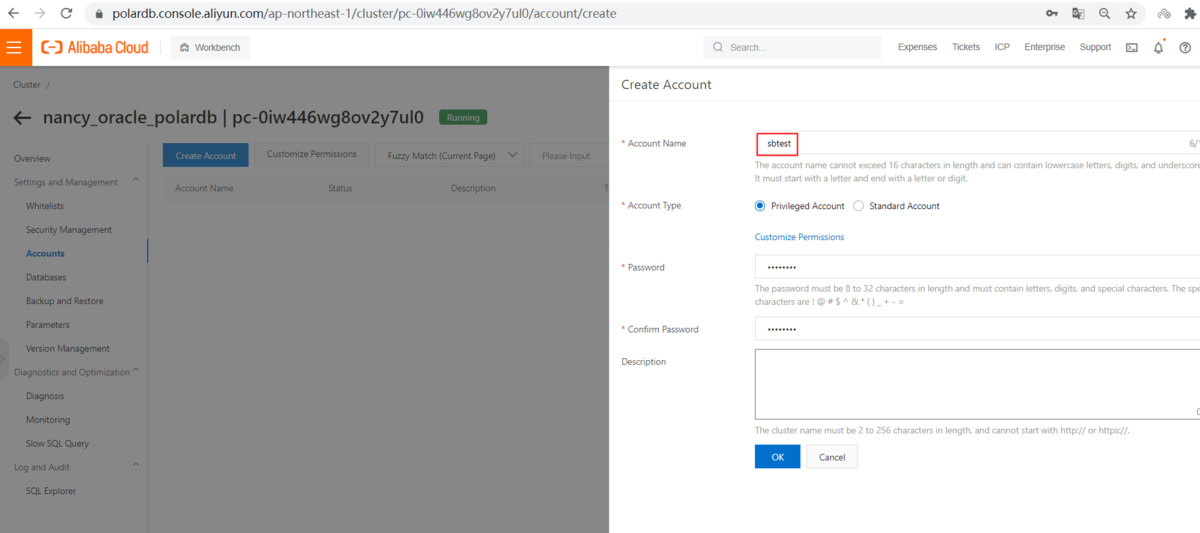 polardb.console.aliyun.com/ap-northeast-1/cluster/pc-0iw446wg8ov2y7ul0/account/create
Alibaba Cloud
Workbench
Search...
Expenses Tickets ICP Enterprise Support
Cluster /
nancy_oracle_polardb | pc-0iw446wg8ov2y7ul0 Running
Overview
Settings and Management
Whitelists
Security Management
Accounts
Databases
Backup and Restore
Parameters
Version Management
Diagnostics and Optimization
Diagnosis
Monitoring
Slow SQL Query
Log and Audit
SQL Explorer
Create Account Customize Permissions Fuzzy Match (Current Page) Please Input
Account Name Status Description T
Create Account
* Account Name sbtest 6/1
The account name cannot exceed 16 characters in length and can contain lowercase letters, digits, and underscore
It must start with a letter and end with a letter or digit.
* Account Type Privileged Account Standard Account
Customize Permissions
* Password ••••••••
The password must be 8 to 32 characters in length and must contain letters, digits, and special characters. The spe
characters are ! @ # $ ^ & * ( ) _ + - =
* Confirm Password ••••••••
Description
The cluster name must be 2 to 256 characters in length, and cannot start with http:// or https://.
OK Cancel